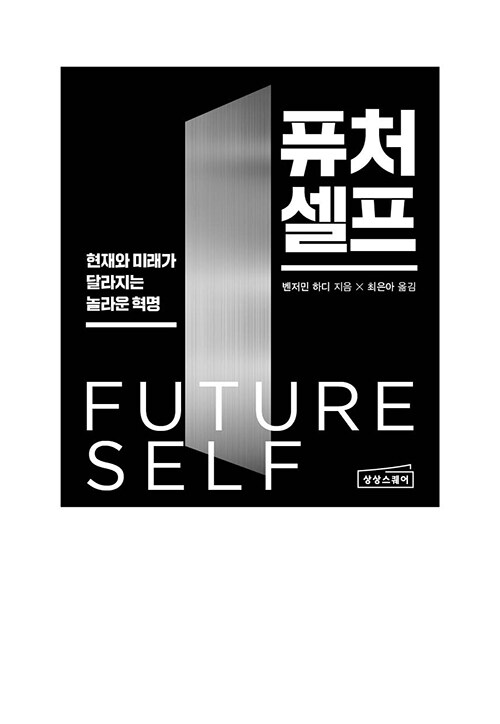 퓨처
셀프
벤저민 하디 지음 × 최은아 옮김
현재와 미래가
달라지는
놀라운 혁명
FUTURE
SELF
상상스퀘어